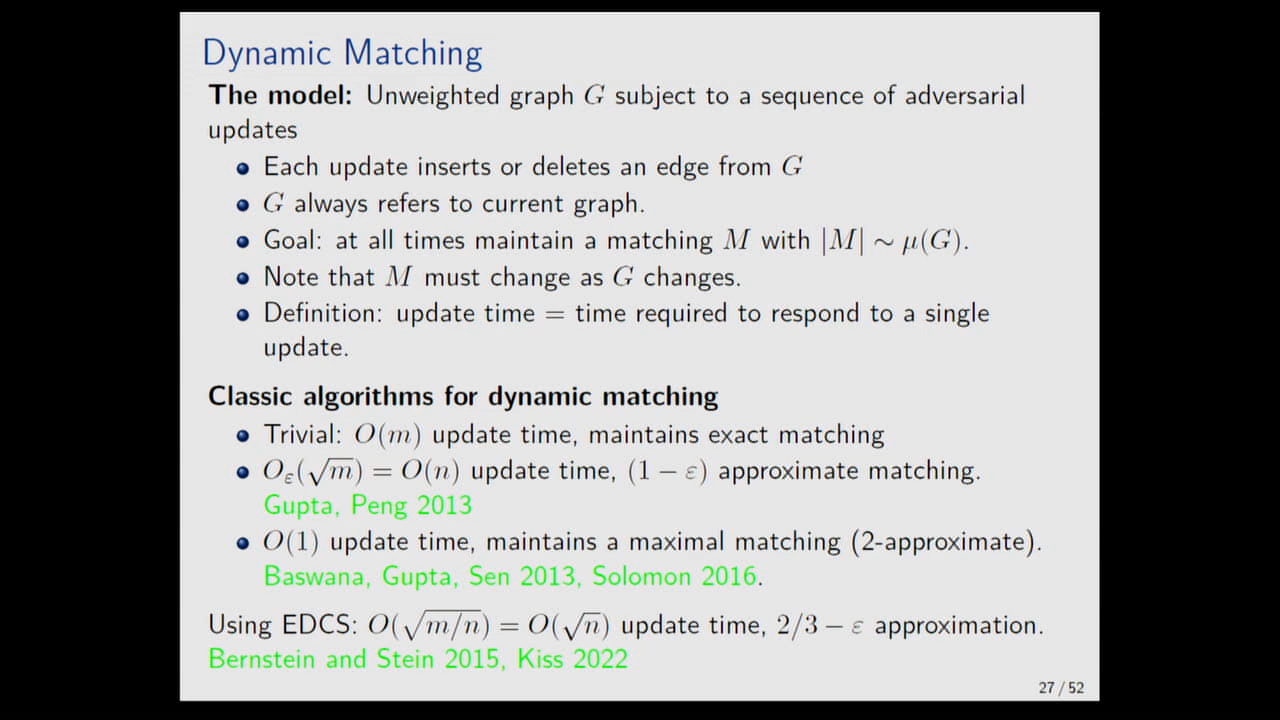 Dynamic Matching
The model: Unweighted graph G subject to a sequence of adversarial
updates
Each update inserts or deletes an edge from G
G always refers to current graph.
Goal: at all times maintain a matching M with |M| ∼ μ(G).
Note that M must change as G changes.
Definition: update time = time required to respond to a single
update.
Classic algorithms for dynamic matching
Trivial: O(m) update time, maintains exact matching
Oε(√m) = O(n) update time, (1 − ε) approximate matching.
Gupta, Peng 2013
O(1) update time, maintains a maximal matching (2-approximate).
Baswana, Gupta, Sen 2013, Solomon 2016.
Using EDCS: O(√m/n) = O(√n) update time, 2/3 − ε approximation.
Bernstein and Stein 2015, Kiss 2022
27 / 52